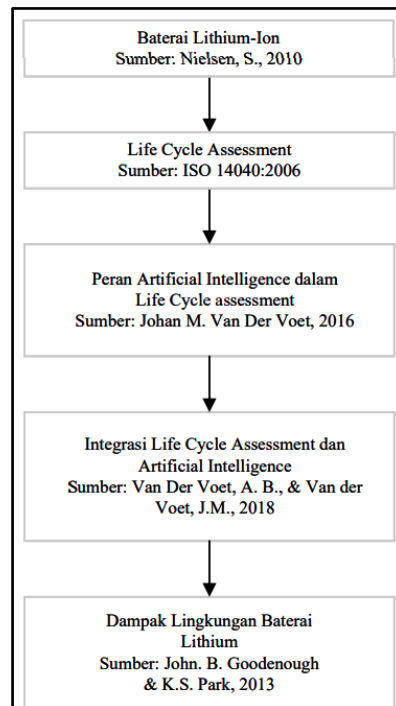 Baterai Lithium-Ion
Sumber: Nielsen, S., 2010
Life Cycle Assessment
Sumber: ISO 14040:2006
Peran Artificial Intelligence dalam
Life Cycle assessment
Sumber: Johan M. Van Der Voet, 2016
Integrasi Life Cycle Assessment dan
Artificial Intelligence
Sumber: Van Der Voet, A. B., & Van der
Voet, J.M., 2018
Dampak Lingkungan Baterai
Lithium
Sumber: John. B. Goodenough
& K.S. Park, 2013